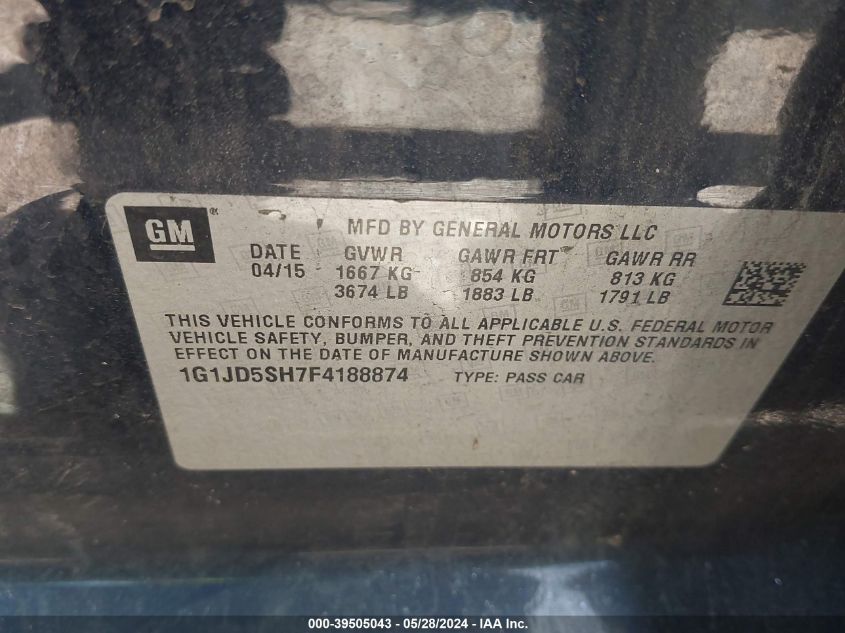 GM
®
MFD BY GENERAL MOTORS LLC
DATE GVWR GAWR FRT GAWR RR
04/15 1667 KG 854 KG 813 KG
3674 LB 1883 LB 1791 LB
THIS VEHICLE CONFORMS TO ALL APPLICABLE U.S. FEDERAL MOTOR
VEHICLE SAFETY, BUMPER, AND THEFT PREVENTION STANDARDS IN
EFFECT ON THE DATE OF MANUFACTURE SHOWN ABOVE.
1G1JD5SH7F4188874 TYPE: PASS CAR
000-39505043 - 05/28/2024 - IAA Inc.